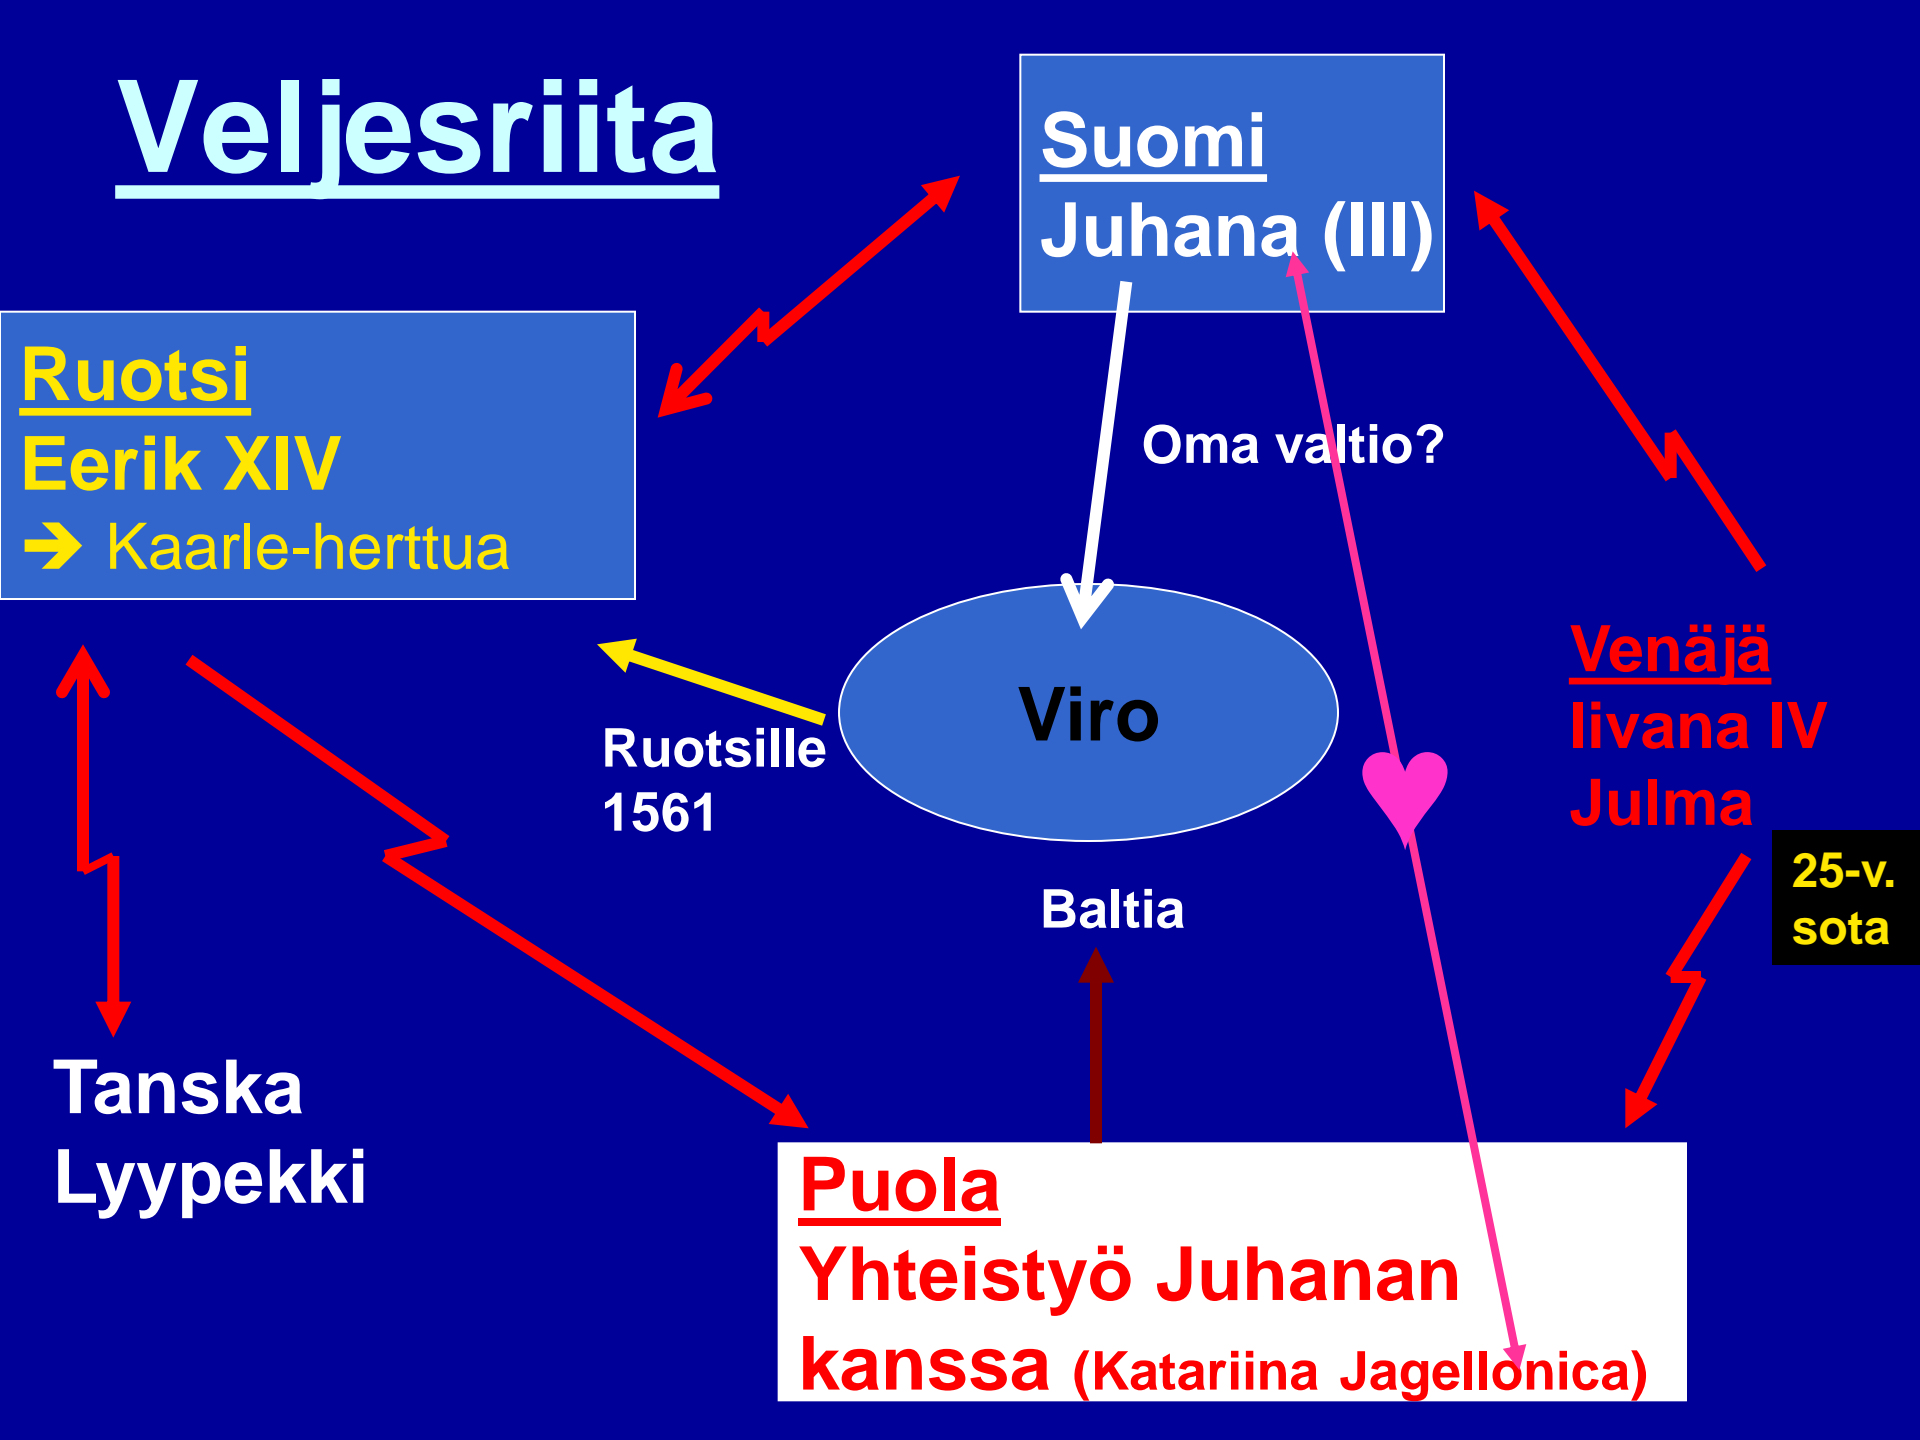 Veljesriita
Suomi
Juhana (III)
Ruotsi
Eerik XIV
➔ Kaarle-herttua
Oma valtio?
Viro
Ruotsille
1561
Venäjä
Iivana IV
Julma
25-v.
sota
Baltia
Tanska
Lyypekki
Puola
Yhteistyö Juhanan
kanssa (Katariina Jagellonica)